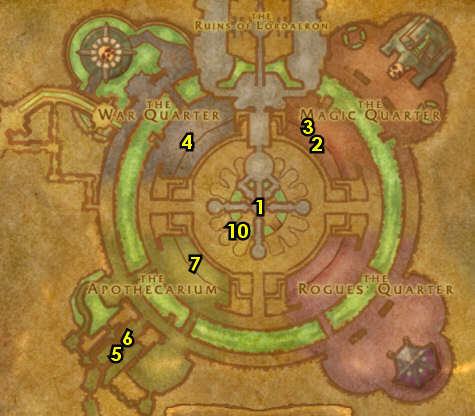 THE
RUINS OF LORDAERON
THE
WAR QUARTER
THE
MAGIC QUARTER
3
4
2
1
10
7
THE
APOTHECARIUM
THE
ROGUES' QUARTER
6
5